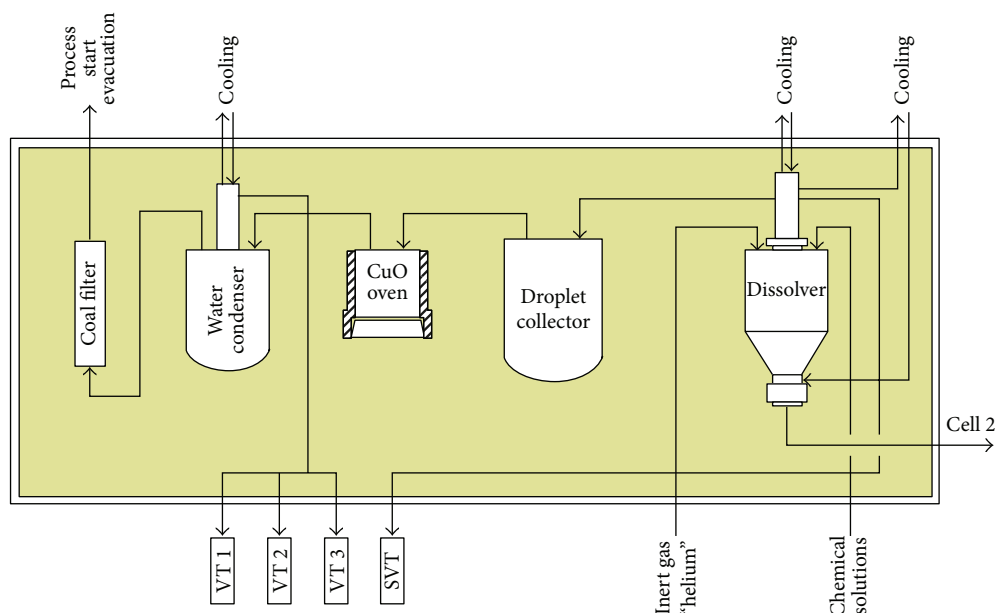 Process
start
evacuation
Cooling
Cooling
Cooling
Coal filter
Water
condenser
CuO
oven
Droplet
collector
Dissolver
Cell 2
VT 1
VT 2
VT 3
SVT
Inert gas
“helium”
Chemical
solutions